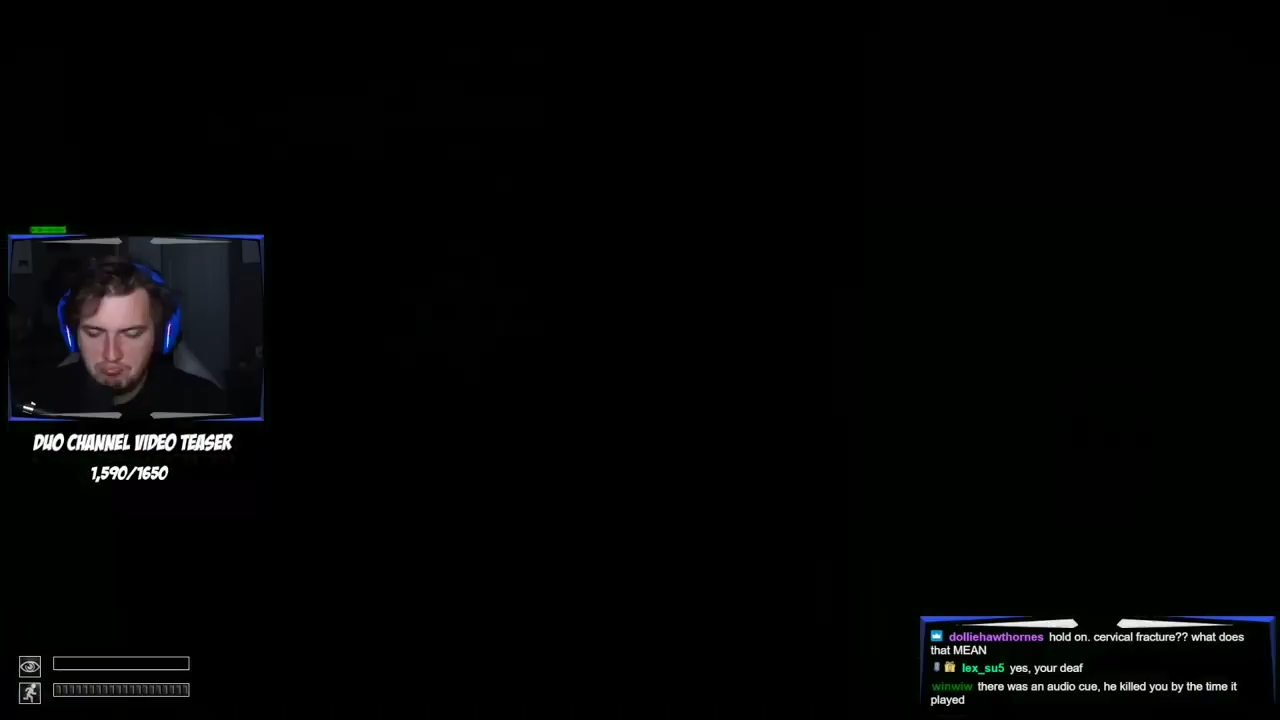 DUO CHANNEL VIDEO TEASER
1,590/1650
dolliehawthornes hold on. cervical fracture?? what does
that MEAN
lex_su5 yes, your deaf
winwiw there was an audio cue, he killed you by the time it
played